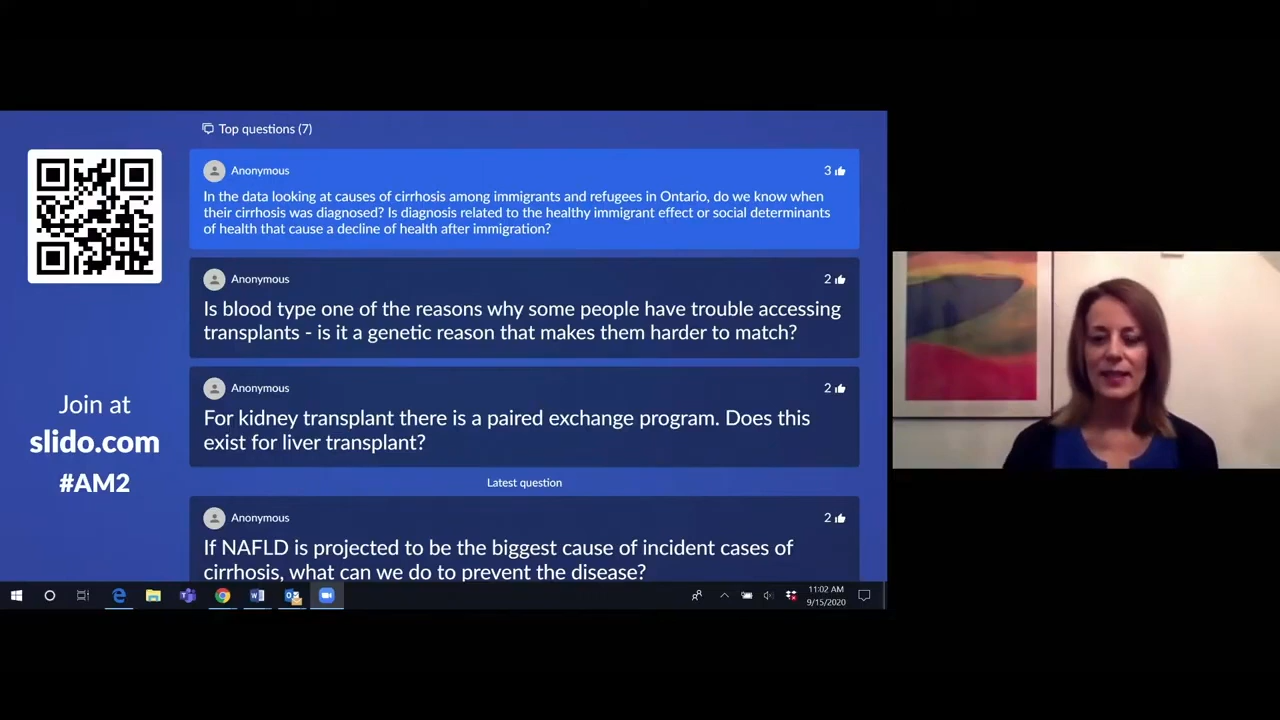 Top questions (7)
Anonymous
3
In the data looking at causes of cirrhosis among immigrants and refugees in Ontario, do we know when
their cirrhosis was diagnosed? Is diagnosis related to the healthy immigrant effect or social determinants
of health that cause a decline of health after immigration?
Anonymous
2
Is blood type one of the reasons why some people have trouble accessing
transplants - is it a genetic reason that makes them harder to match?
Anonymous
2
For kidney transplant there is a paired exchange program. Does this
exist for liver transplant?
Latest question
Anonymous
2
If NAFLD is projected to be the biggest cause of incident cases of
cirrhosis, what can we do to prevent the disease?
Join at
slido.com
#AM2
11:02 AM
9/15/2020